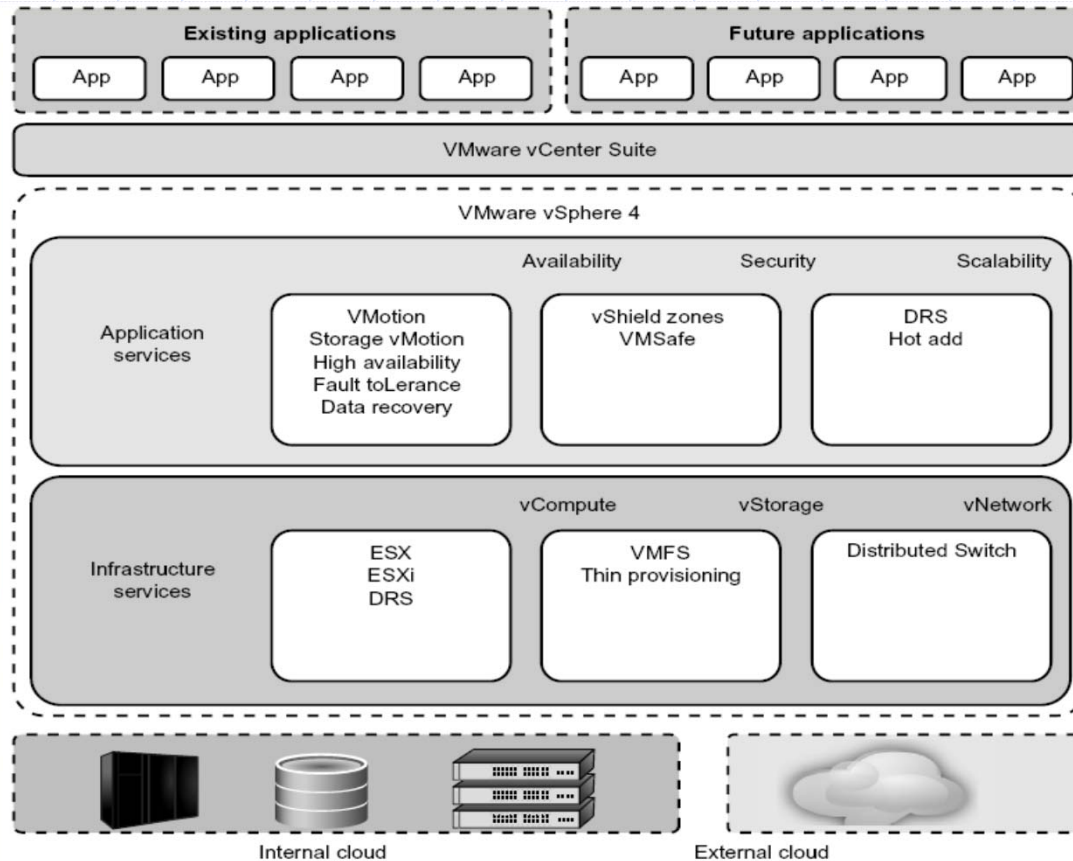 Existing applications
App App App App
Future applications
App App App App
VMware vCenter Suite
VMware vSphere 4
Application
services
Availability
VMotion
Storage vMotion
High availability
Fault toLerance
Data recovery
Security
vShield zones
VMSafe
Scalability
DRS
Hot add
Infrastructure
services
vCompute
ESX
ESXi
DRS
vStorage
VMFS
Thin provisioning
vNetwork
Distributed Switch
Internal cloud
External cloud